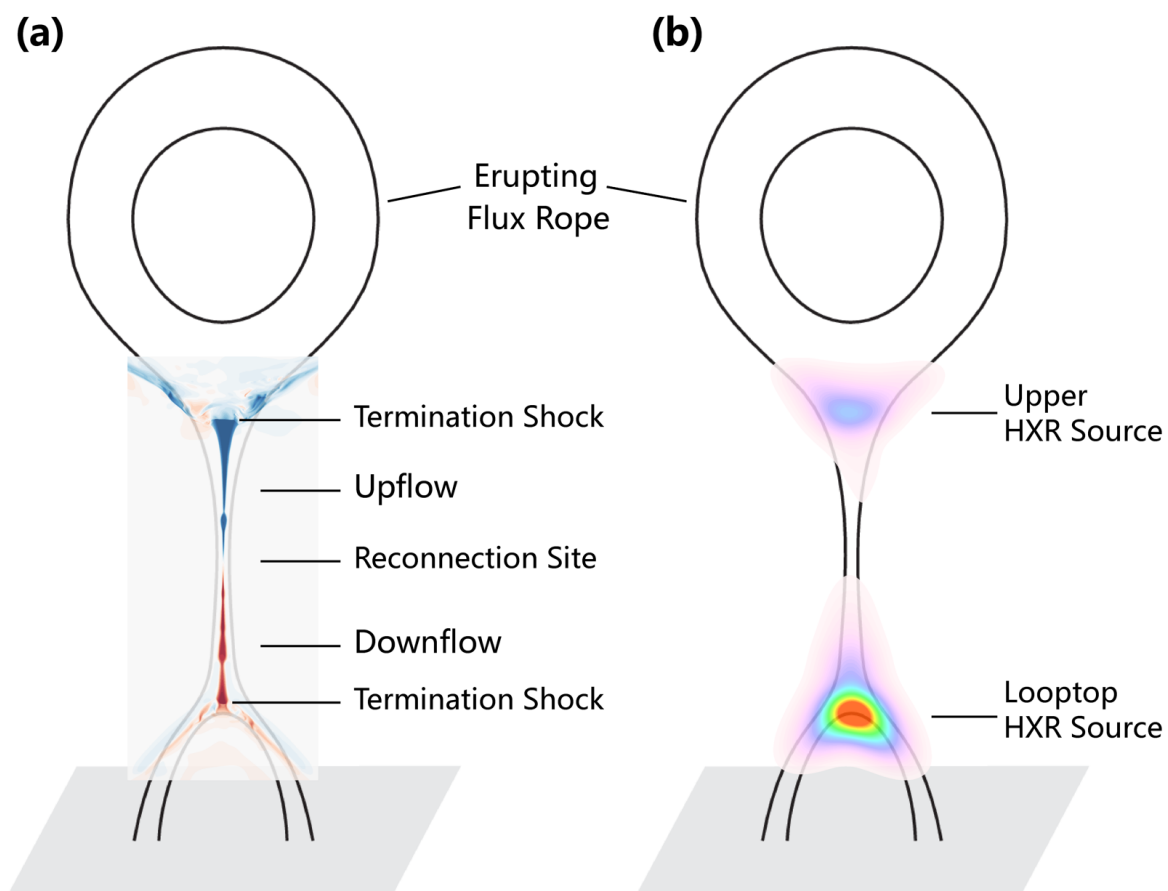 (a)
(b)
Erupting
Flux Rope
Termination Shock
Upflow
Reconnection Site
Downflow
Termination Shock
Upper
HXR Source
Looptop
HXR Source